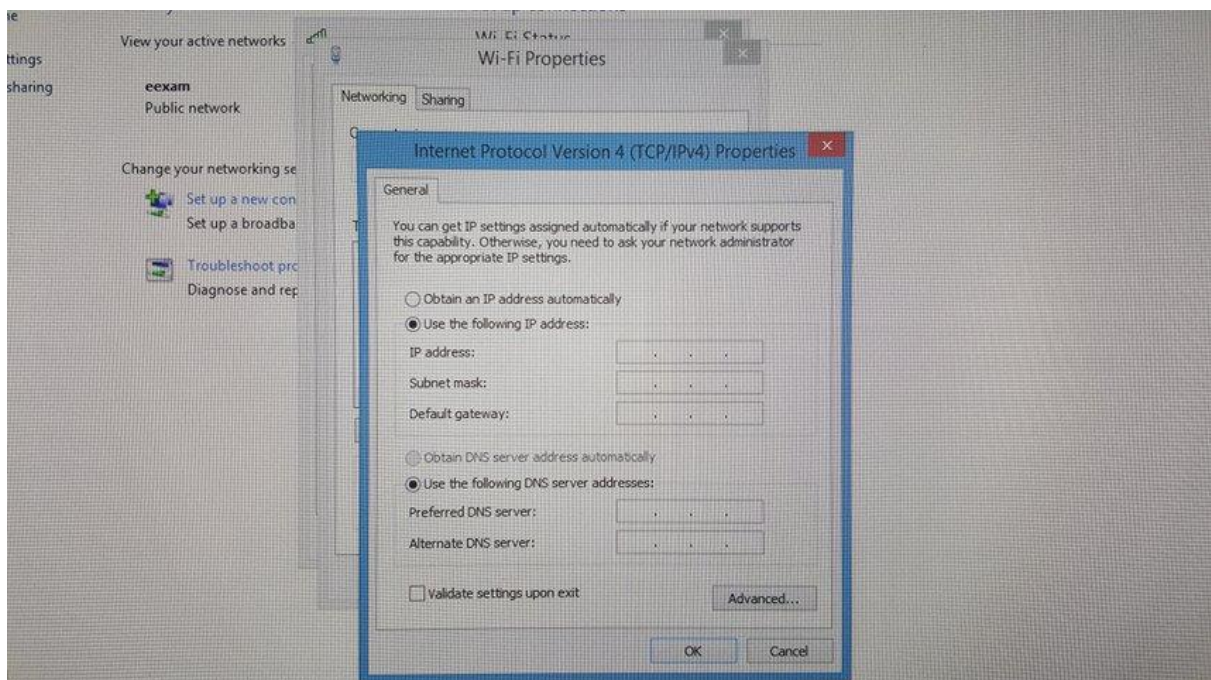 View your active networks
ttings
sharing
eexam
Public network
Change your networking se
Set up a new con
Set up a broadba
Troubleshoot pro
Diagnose and rep
Wi-Fi Status
Wi-Fi Properties
Networking
Sharing
Internet Protocol Version 4 (TCP/IPv4) Properties
General
You can get IP settings assigned automatically if your network supports
this capability. Otherwise, you need to ask your network administrator
for the appropriate IP settings.
Obtain an IP address automatically
Use the following IP address:
IP address:
Subnet mask:
Default gateway:
Obtain DNS server address automatically
Use the following DNS server addresses:
Preferred DNS server:
Alternate DNS server:
Validate settings upon exit
Advanced...
OK
Cancel